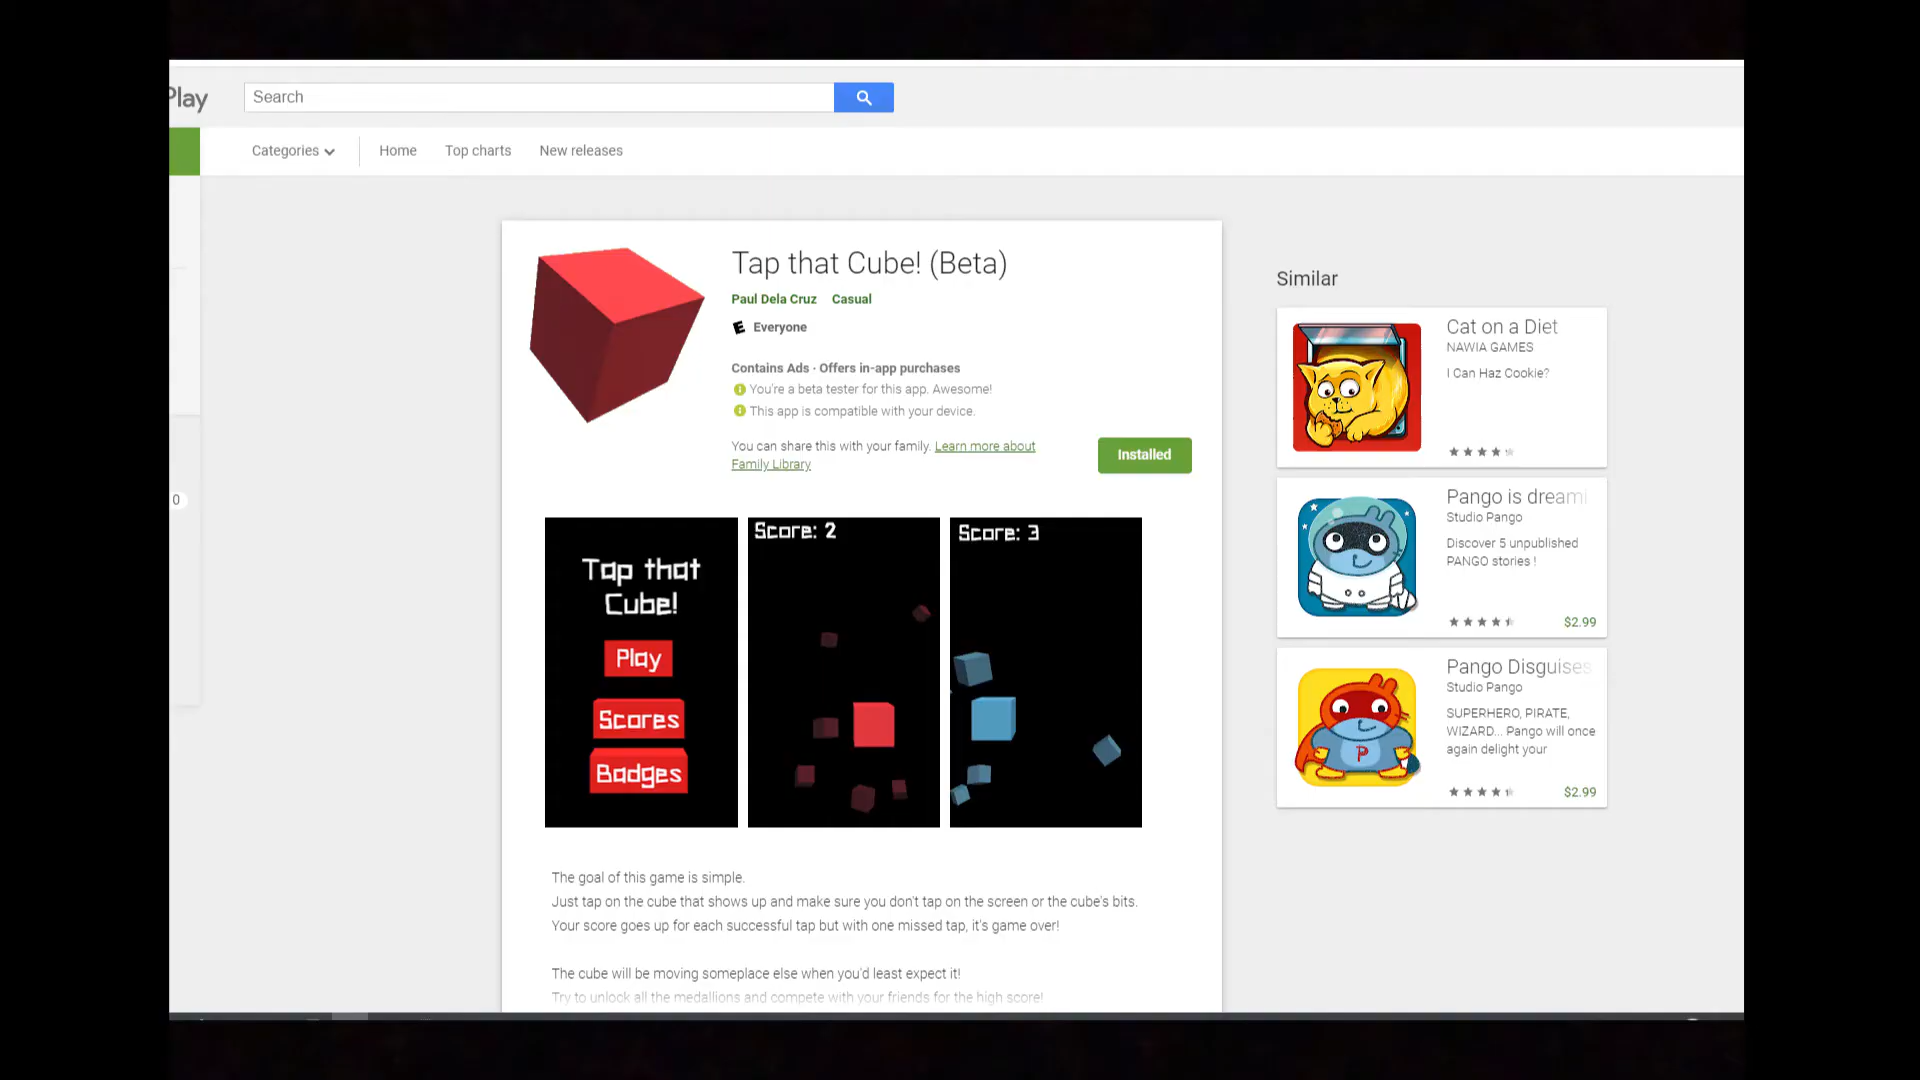 Play
Search
Categories
Home
Top charts
New releases
Tap that Cube! (Beta)
Paul Dela Cruz Casual
E Everyone
Contains Ads · Offers in-app purchases
You're a beta tester for this app. Awesome!
This app is compatible with your device.
You can share this with your family. Learn more about
Family Library
Installed
Tap that
Cube!
Play
Scores
Badges
Score: 2
Score: 3
The goal of this game is simple.
Just tap on the cube that shows up and make sure you don't tap on the screen or the cube's bits.
Your score goes up for each successful tap but with one missed tap, it's game over!
The cube will be moving someplace else when you'd least expect it!
Try to unlock all the medallions and compete with your friends for the high score!
Similar
Cat on a Diet
NAWIA GAMES
I Can Haz Cookie?
Pango is dreami
Studio Pango
Discover 5 unpublished
PANGO stories !
$2.99
Pango Disguises
Studio Pango
SUPERHERO, PIRATE,
WIZARD... Pango will once
again delight your
P
$2.99
0